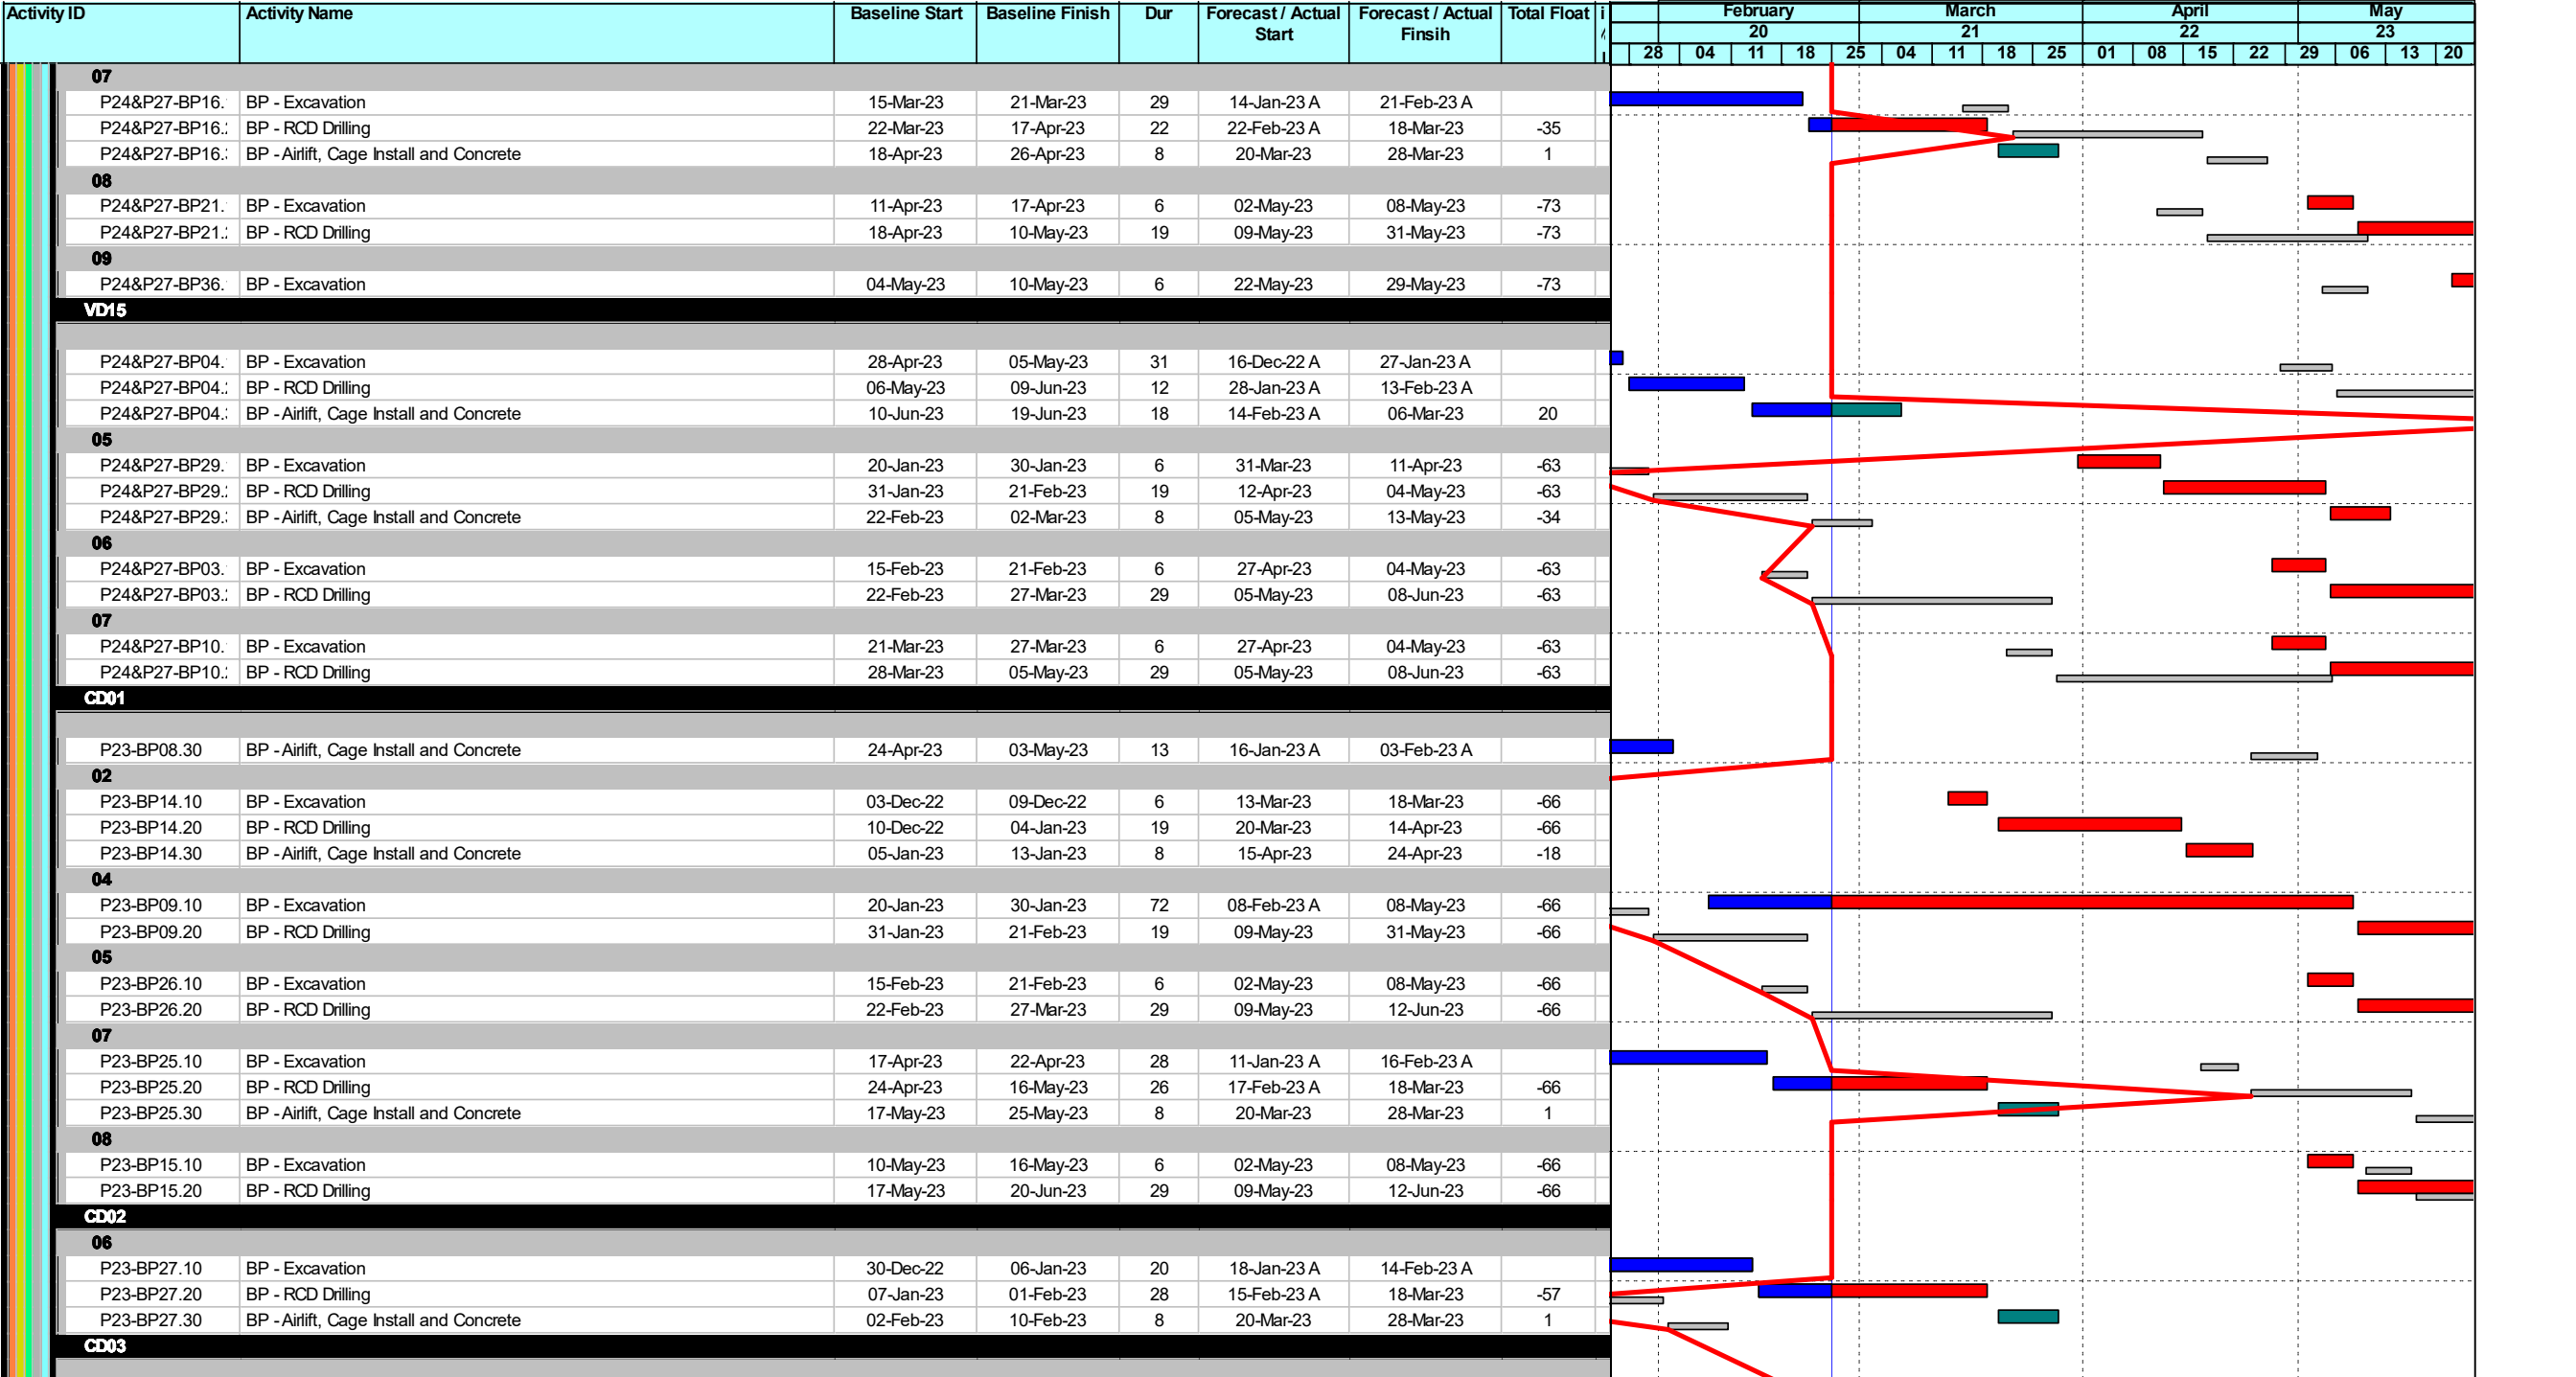 Activity ID Activity Name Baseline Start Baseline Finish Dur Forecast / Actual Start Forecast / Actual Finsih Total Float
February March April May
20 21 22 23
28 04 11 18 25 04 11 18 25 01 08 15 22 29 06 13 20
07
P24&P27-BP16. BP - Excavation 15-Mar-23 21-Mar-23 29 14-Jan-23 A 21-Feb-23 A
P24&P27-BP16. BP - RCD Drilling 22-Mar-23 17-Apr-23 22 22-Feb-23 A 18-Mar-23 -35
P24&P27-BP16. BP - Airlift, Cage Install and Concrete 18-Apr-23 26-Apr-23 8 20-Mar-23 28-Mar-23 1
08
P24&P27-BP21. BP - Excavation 11-Apr-23 17-Apr-23 6 02-May-23 08-May-23 -73
P24&P27-BP21. BP - RCD Drilling 18-Apr-23 10-May-23 19 09-May-23 31-May-23 -73
09
P24&P27-BP36. BP - Excavation 04-May-23 10-May-23 6 22-May-23 29-May-23 -73
VD15
P24&P27-BP04. BP - Excavation 28-Apr-23 05-May-23 31 16-Dec-22 A 27-Jan-23 A
P24&P27-BP04. BP - RCD Drilling 06-May-23 09-Jun-23 12 28-Jan-23 A 13-Feb-23 A
P24&P27-BP04. BP - Airlift, Cage Install and Concrete 10-Jun-23 19-Jun-23 18 14-Feb-23 A 06-Mar-23 20
05
P24&P27-BP29. BP - Excavation 20-Jan-23 30-Jan-23 6 31-Mar-23 11-Apr-23 -63
P24&P27-BP29. BP - RCD Drilling 31-Jan-23 21-Feb-23 19 12-Apr-23 04-May-23 -63
P24&P27-BP29. BP - Airlift, Cage Install and Concrete 22-Feb-23 02-Mar-23 8 05-May-23 13-May-23 -34
06
P24&P27-BP03. BP - Excavation 15-Feb-23 21-Feb-23 6 27-Apr-23 04-May-23 -63
P24&P27-BP03. BP - RCD Drilling 22-Feb-23 27-Mar-23 29 05-May-23 08-Jun-23 -63
07
P24&P27-BP10. BP - Excavation 21-Mar-23 27-Mar-23 6 27-Apr-23 04-May-23 -63
P24&P27-BP10. BP - RCD Drilling 28-Mar-23 05-May-23 29 05-May-23 08-Jun-23 -63
CD01
P23-BP08.30 BP - Airlift, Cage Install and Concrete 24-Apr-23 03-May-23 13 16-Jan-23 A 03-Feb-23 A
02
P23-BP14.10 BP - Excavation 03-Dec-22 09-Dec-22 6 13-Mar-23 18-Mar-23 -66
P23-BP14.20 BP - RCD Drilling 10-Dec-22 04-Jan-23 19 20-Mar-23 14-Apr-23 -66
P23-BP14.30 BP - Airlift, Cage Install and Concrete 05-Jan-23 13-Jan-23 8 15-Apr-23 24-Apr-23 -18
04
P23-BP09.10 BP - Excavation 20-Jan-23 30-Jan-23 72 08-Feb-23 A 08-May-23 -66
P23-BP09.20 BP - RCD Drilling 31-Jan-23 21-Feb-23 19 09-May-23 31-May-23 -66
05
P23-BP26.10 BP - Excavation 15-Feb-23 21-Feb-23 6 02-May-23 08-May-23 -66
P23-BP26.20 BP - RCD Drilling 22-Feb-23 27-Mar-23 29 09-May-23 12-Jun-23 -66
07
P23-BP25.10 BP - Excavation 17-Apr-23 22-Apr-23 28 11-Jan-23 A 16-Feb-23 A
P23-BP25.20 BP - RCD Drilling 24-Apr-23 16-May-23 26 17-Feb-23 A 18-Mar-23 -66
P23-BP25.30 BP - Airlift, Cage Install and Concrete 17-May-23 25-May-23 8 20-Mar-23 28-Mar-23 1
08
P23-BP15.10 BP - Excavation 10-May-23 16-May-23 6 02-May-23 08-May-23 -66
P23-BP15.20 BP - RCD Drilling 17-May-23 20-Jun-23 29 09-May-23 12-Jun-23 -66
CD02
06
P23-BP27.10 BP - Excavation 30-Dec-22 06-Jan-23 20 18-Jan-23 A 14-Feb-23 A
P23-BP27.20 BP - RCD Drilling 07-Jan-23 01-Feb-23 28 15-Feb-23 A 18-Mar-23 -57
P23-BP27.30 BP - Airlift, Cage Install and Concrete 02-Feb-23 10-Feb-23 8 20-Mar-23 28-Mar-23 1
CD03